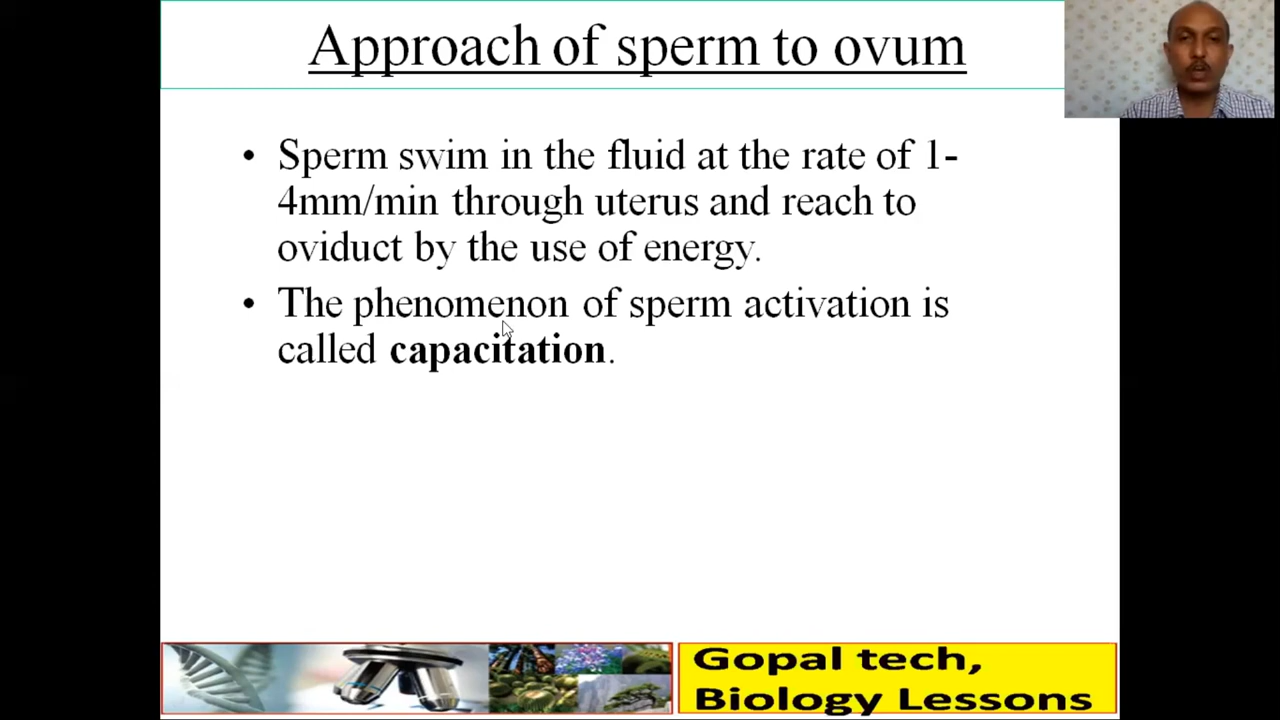 Approach of sperm to ovum
• Sperm swim in the fluid at the rate of 1-
4mm/min through uterus and reach to
oviduct by the use of energy.
• The phenomenon of sperm activation is
called capacitation.
Gopal tech,
Biology Lessons